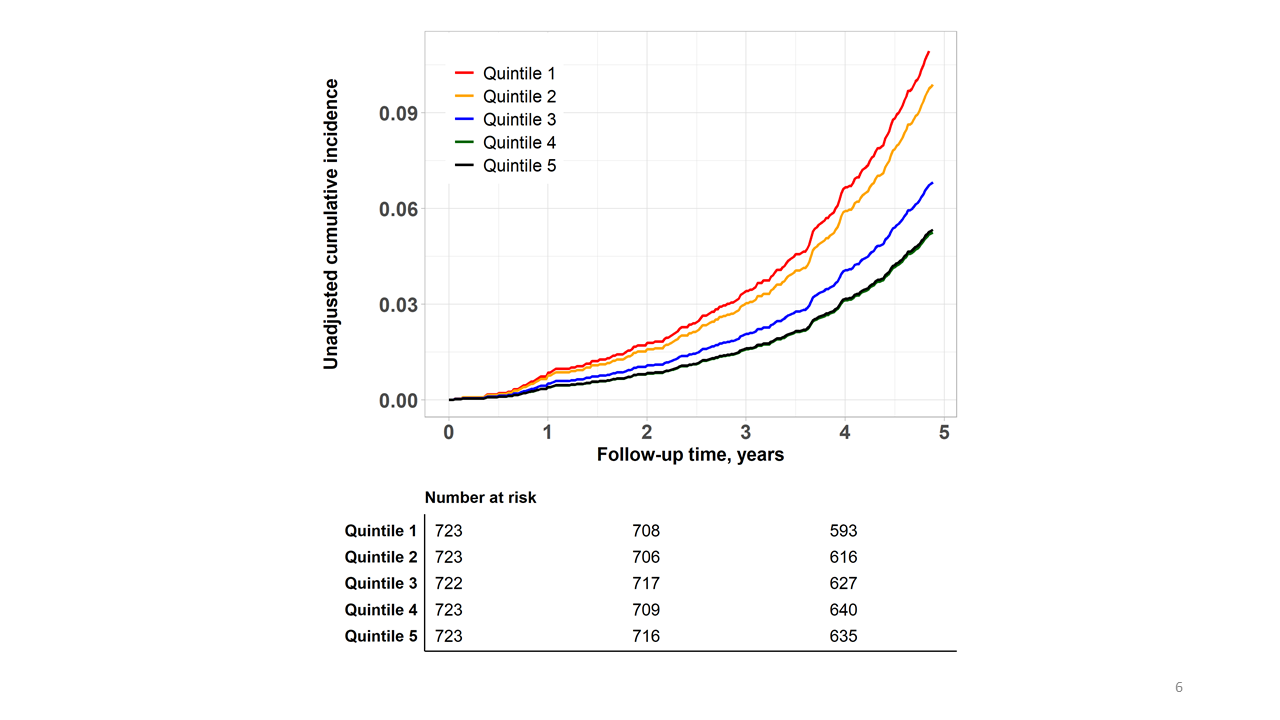 Unadjusted cumulative incidence
Quintile 1
Quintile 2
Quintile 3
Quintile 4
Quintile 5
0.09
0.06
0.03
0.00
0 1 2 3 4 5
Follow-up time, years
Number at risk
Quintile 1 723 708 593
Quintile 2 723 706 616
Quintile 3 722 717 627
Quintile 4 723 709 640
Quintile 5 723 716 635
6